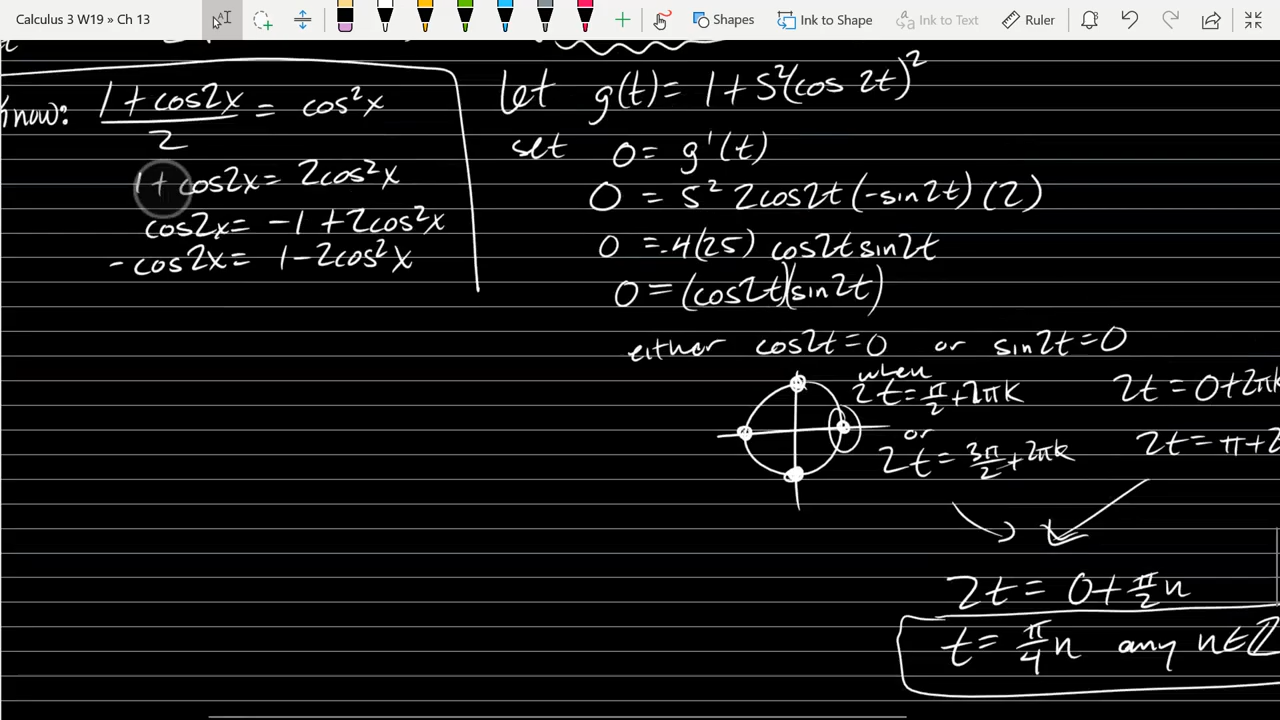 Calculus 3 W19 » Ch 13
Shapes
Ink to Shape
Ink to Text
Ruler
know: (1 + cos2x)/2 = cos²x
1 + cos2x = 2cos²x
cos2x = -1 + 2cos²x
-cos2x = 1 - 2cos²x
let g(t) = 1 + 5²(cos 2t)²
set 0 = g'(t)
0 = 5² 2cos2t (-sin2t) (2)
0 = -4(25) cos2t sin2t
0 = (cos2t)(sin2t)
either cos2t = 0 or sin2t = 0
when
2t = π/2 + 2πk
or
2t = 3π/2 + 2πk
2t = 0 + 2πk
2t = π + 2
2t = 0 + π/2 n
t = π/4 n any n∈ℤ